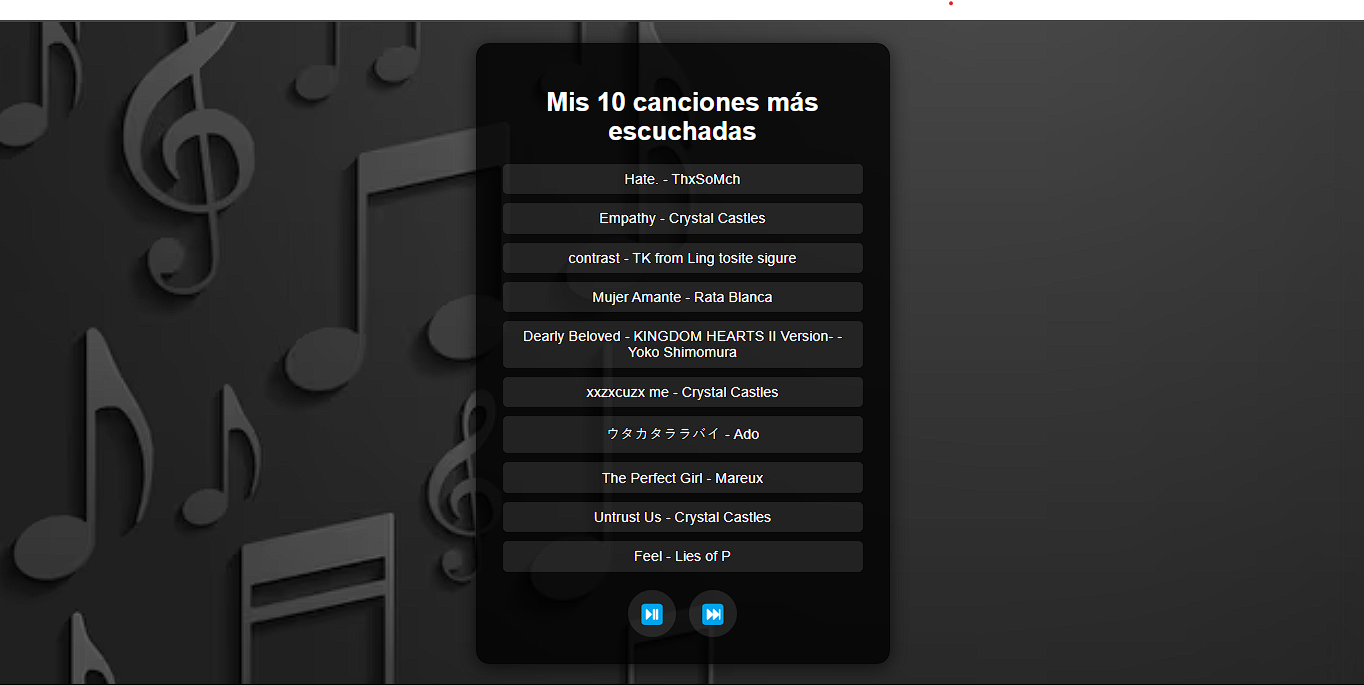 Mis 10 canciones más
escuchadas
Hate. - ThxSoMch
Empathy - Crystal Castles
contrast - TK from Ling tosite sigure
Mujer Amante - Rata Blanca
Dearly Beloved - KINGDOM HEARTS II Version- -
Yoko Shimomura
xxzxcuzx me - Crystal Castles
ウタカタララバイ - Ado
The Perfect Girl - Mareux
Untrust Us - Crystal Castles
Feel - Lies of P